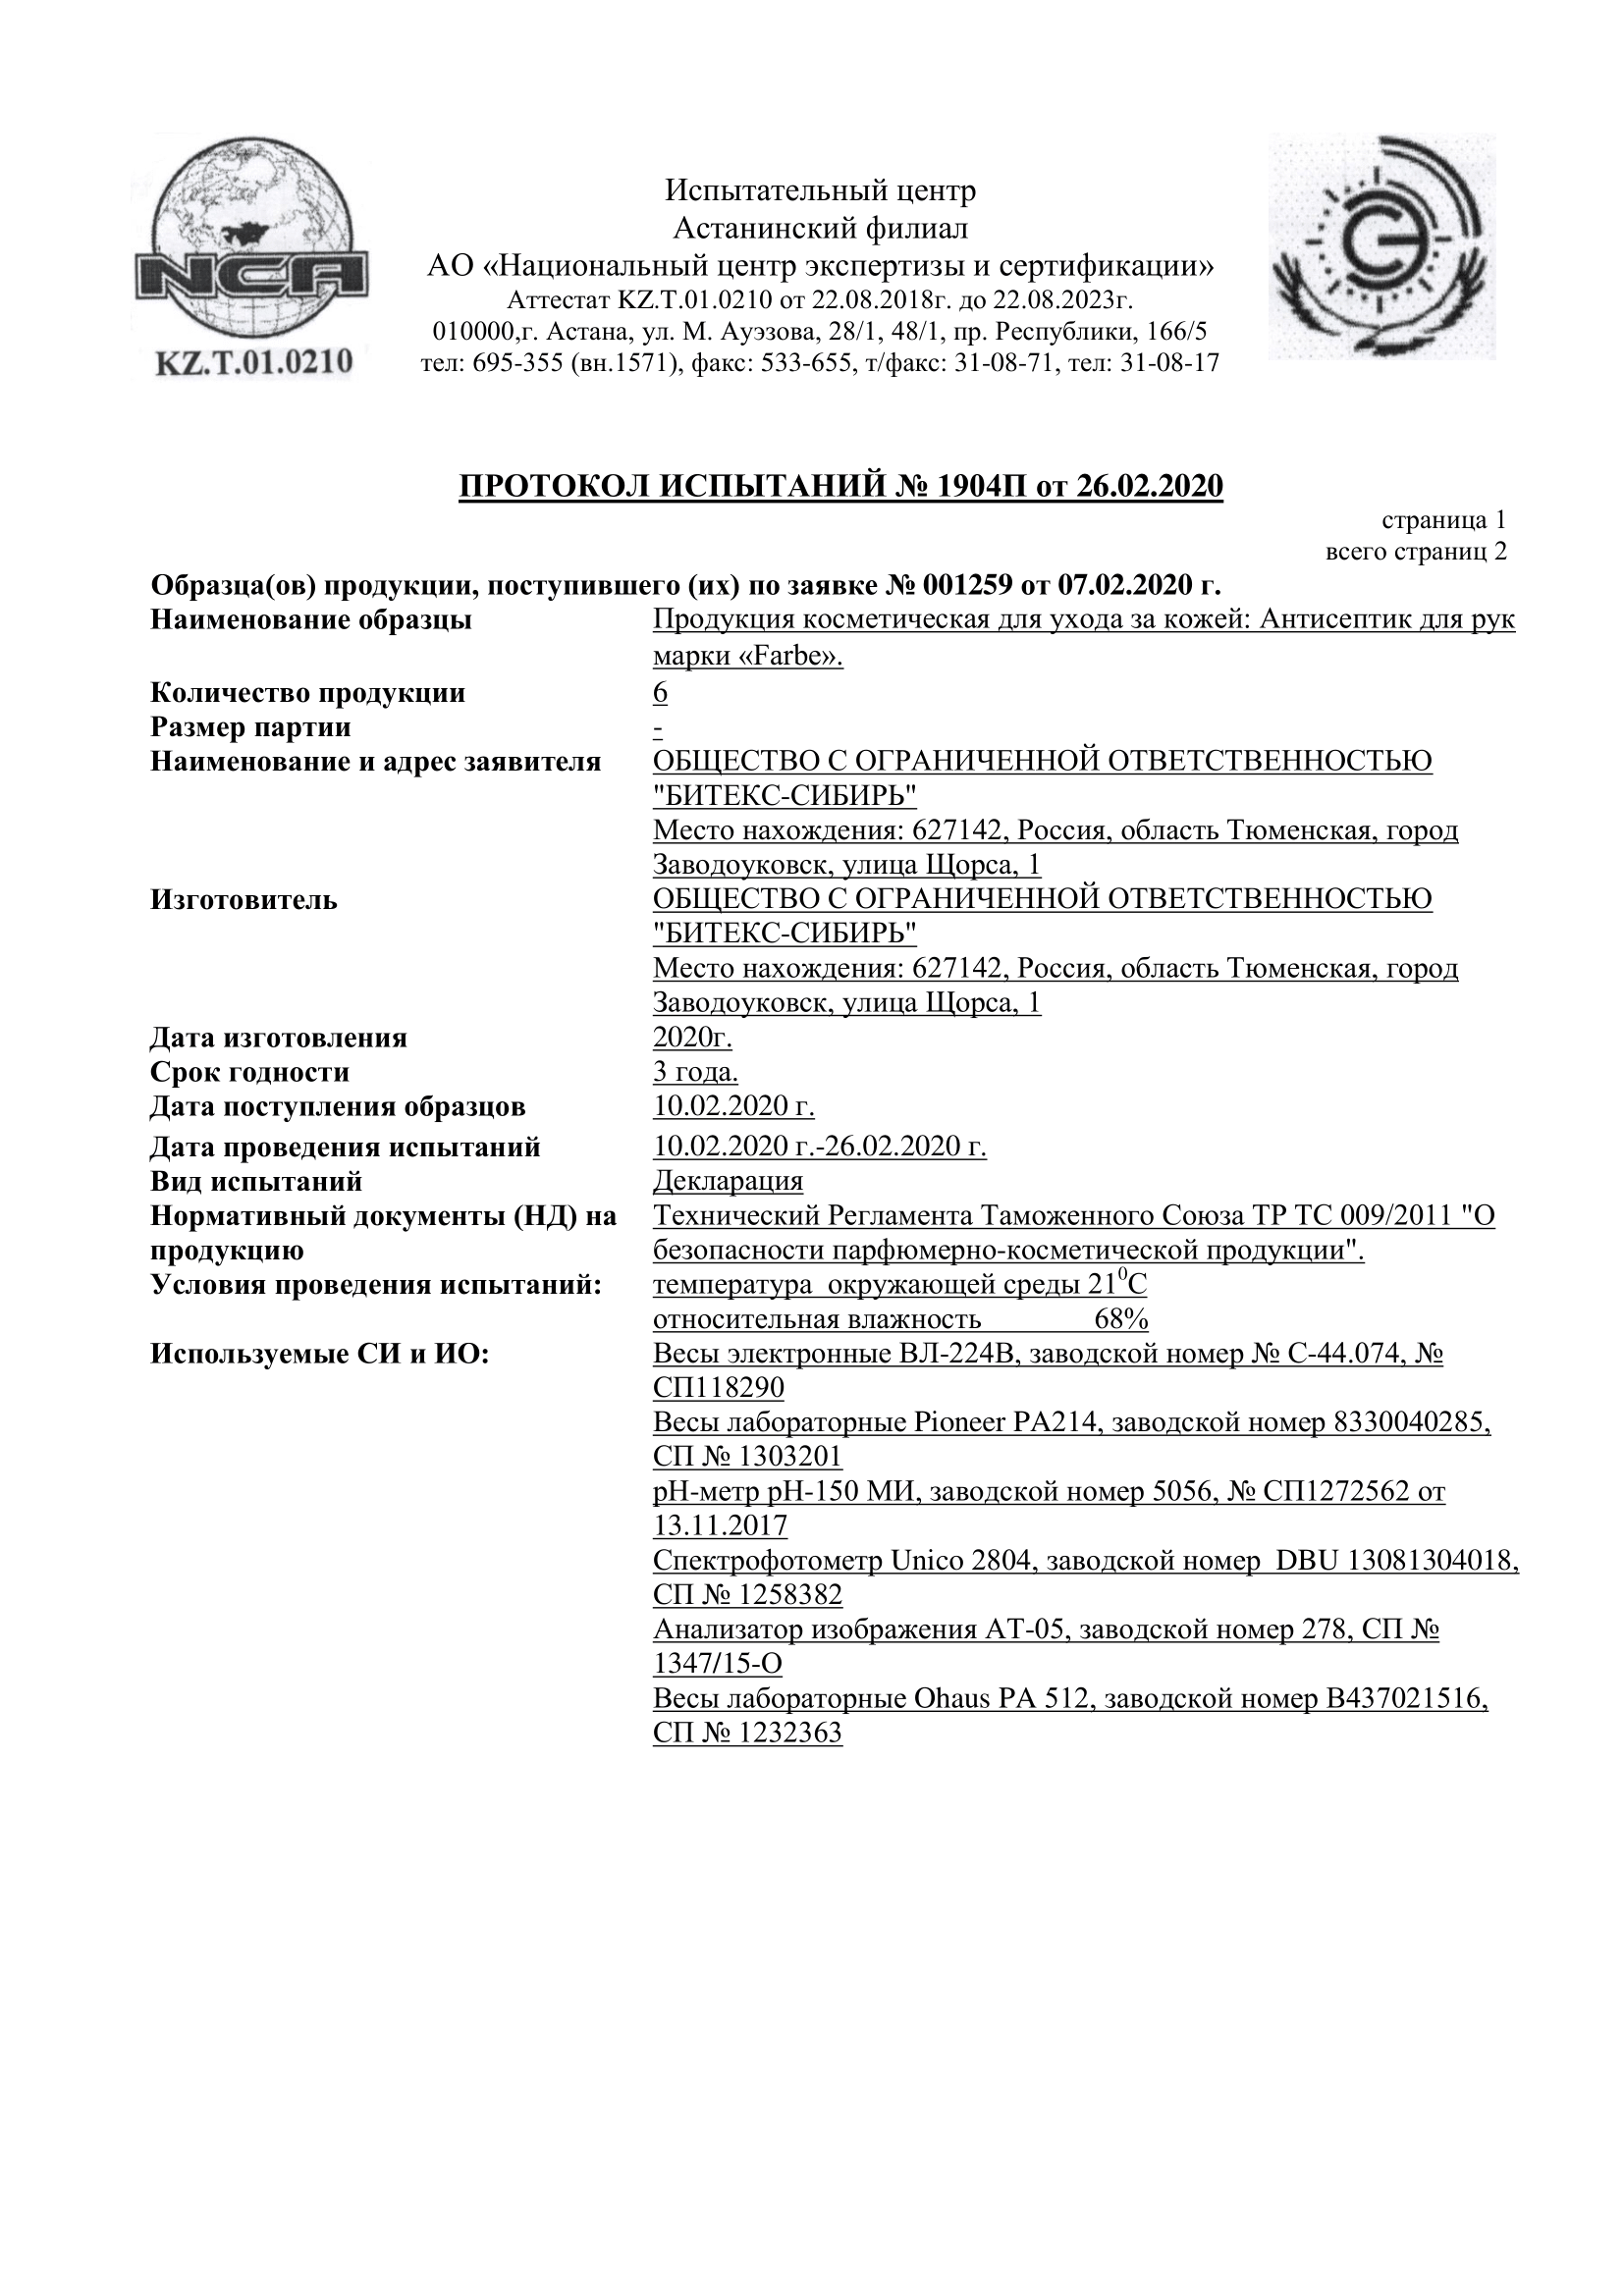 NCA
KZ.T.01.0210
Испытательный центр
Астанинский филиал
АО «Национальный центр экспертизы и сертификации»
Аттестат KZ.T.01.0210 от 22.08.2018г. до 22.08.2023г.
010000,г. Астана, ул. М. Ауэзова, 28/1, 48/1, пр. Республики, 166/5
тел: 695-355 (вн.1571), факс: 533-655, т/факс: 31-08-71, тел: 31-08-17
ПРОТОКОЛ ИСПЫТАНИЙ № 1904П от 26.02.2020
страница 1
всего страниц 2
Образца(ов) продукции, поступившего (их) по заявке № 001259 от 07.02.2020 г.
Наименование образцы Продукция косметическая для ухода за кожей: Антисептик для рук
марки «Farbe».
Количество продукции 6
Размер партии -
Наименование и адрес заявителя ОБЩЕСТВО С ОГРАНИЧЕННОЙ ОТВЕТСТВЕННОСТЬЮ
"БИТЕКС-СИБИРЬ"
Место нахождения: 627142, Россия, область Тюменская, город
Заводоуковск, улица Щорса, 1
Изготовитель ОБЩЕСТВО С ОГРАНИЧЕННОЙ ОТВЕТСТВЕННОСТЬЮ
"БИТЕКС-СИБИРЬ"
Место нахождения: 627142, Россия, область Тюменская, город
Заводоуковск, улица Щорса, 1
Дата изготовления 2020г.
Срок годности 3 года.
Дата поступления образцов 10.02.2020 г.
Дата проведения испытаний 10.02.2020 г.-26.02.2020 г.
Вид испытаний Декларация
Нормативный документы (НД) на Технический Регламента Таможенного Союза ТР ТС 009/2011 "О
продукцию безопасности парфюмерно-косметической продукции".
Условия проведения испытаний: температура окружающей среды 21⁰С
относительная влажность 68%
Используемые СИ и ИО: Весы электронные ВЛ-224В, заводской номер № С-44.074, №
СП118290
Весы лабораторные Pioneer PA214, заводской номер 8330040285,
СП № 1303201
рН-метр рН-150 МИ, заводской номер 5056, № СП1272562 от
13.11.2017
Спектрофотометр Unico 2804, заводской номер DBU 13081304018,
СП № 1258382
Анализатор изображения АТ-05, заводской номер 278, СП №
1347/15-О
Весы лабораторные Ohaus PA 512, заводской номер В437021516,
СП № 1232363